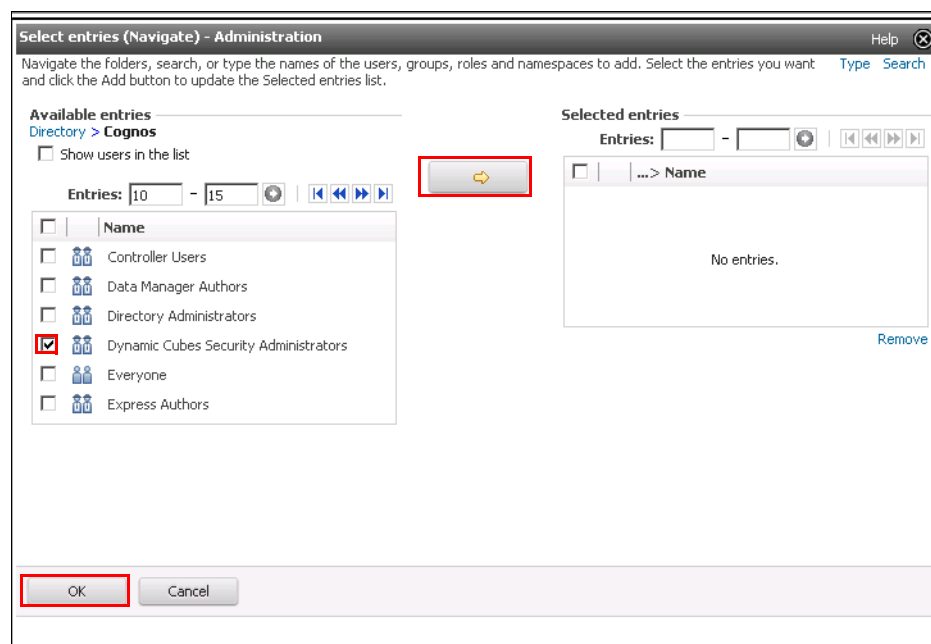 Select entries (Navigate) - Administration
Help
Navigate the folders, search, or type the names of the users, groups, roles and namespaces to add. Select the entries you want
and click the Add button to update the Selected entries list.
Type Search
Available entries
Directory > Cognos
Show users in the list
Entries: 10 - 15
Name
Controller Users
Data Manager Authors
Directory Administrators
Dynamic Cubes Security Administrators
Everyone
Express Authors
Selected entries
Entries: -
...> Name
No entries.
Remove
OK
Cancel